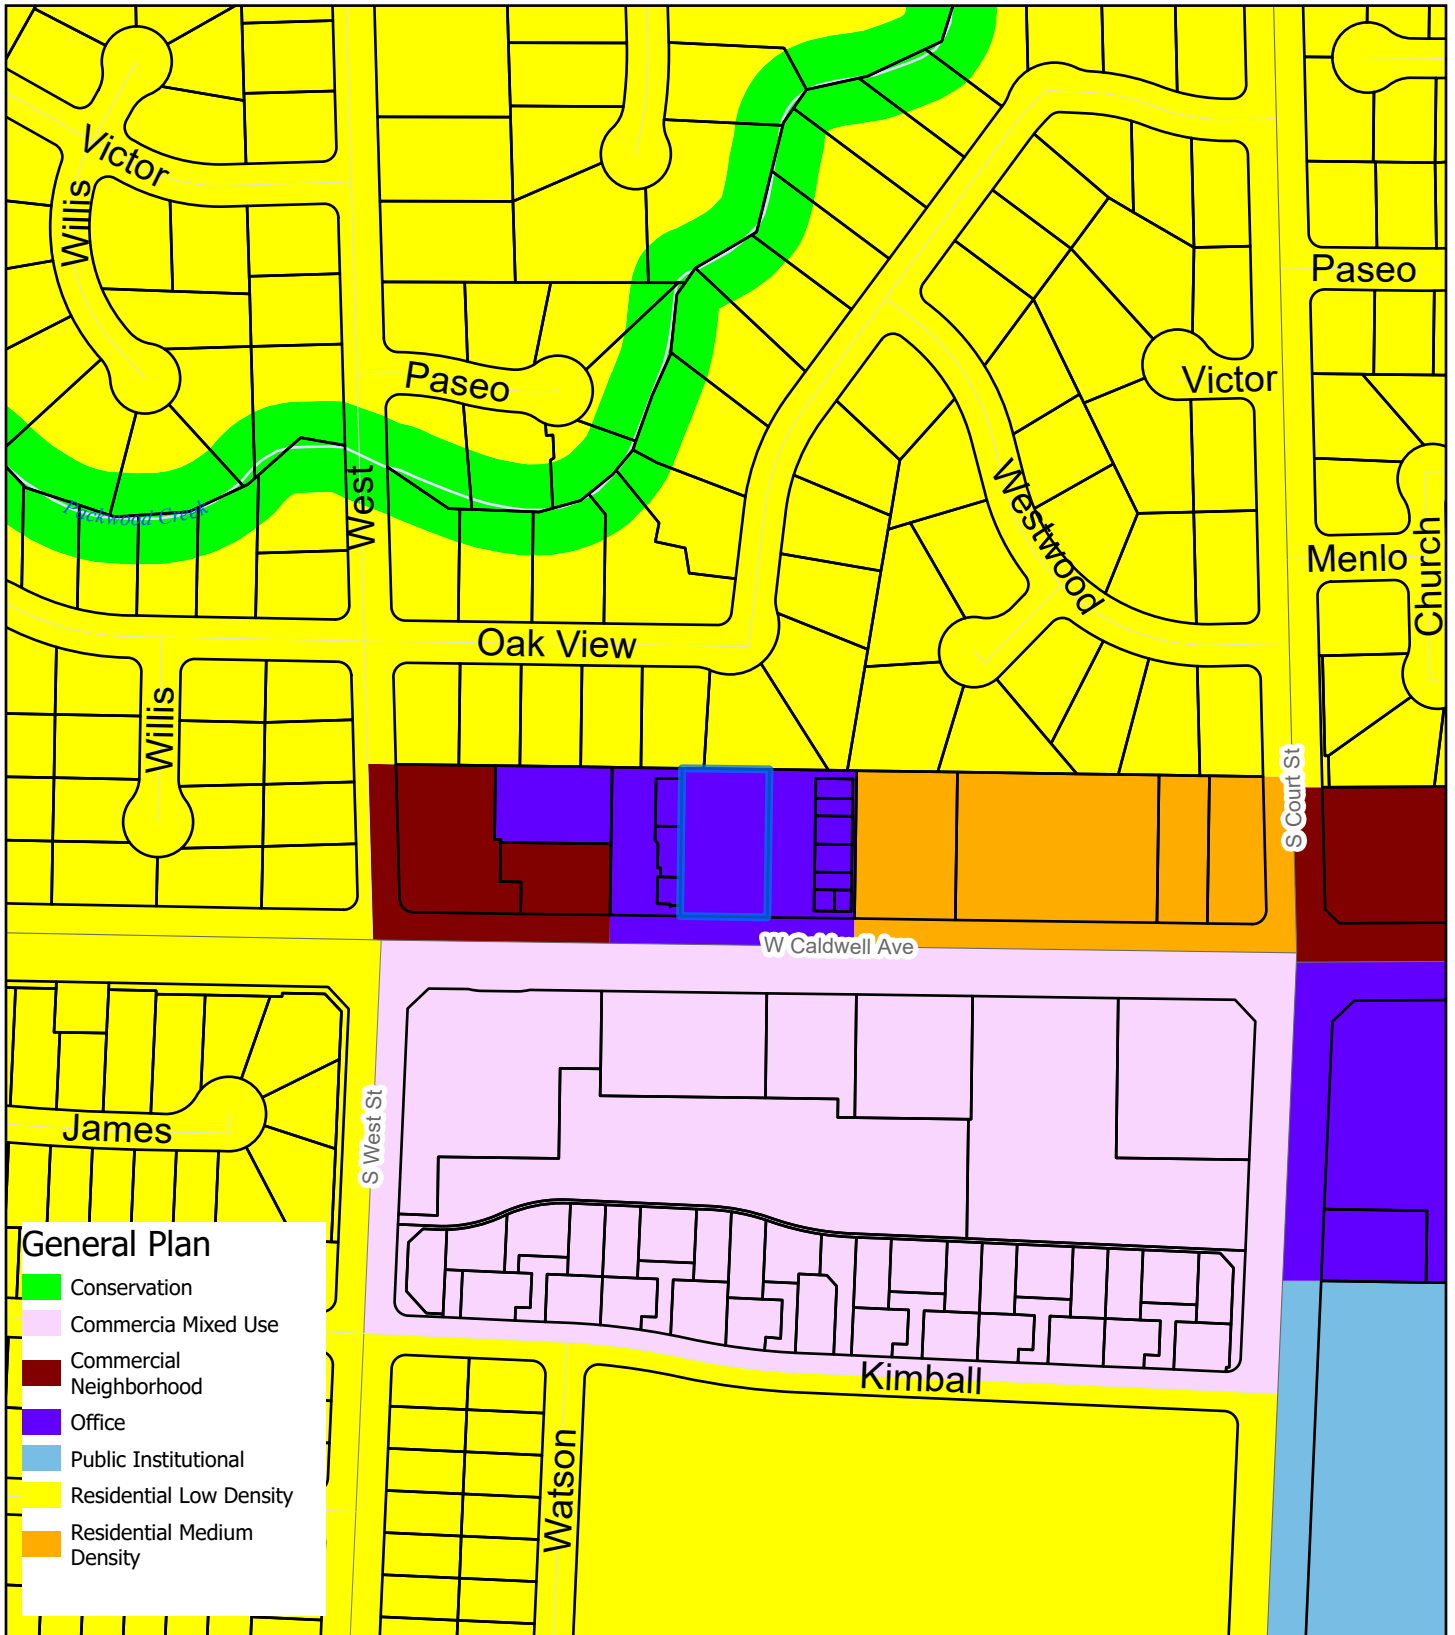 Victor
Willis
Paseo
Paseo
Victor
West
Packwood Creek
Westwood
Menlo
Church
Oak View
Willis
S Court St
W Caldwell Ave
S West St
James
General Plan
Conservation
Commercia Mixed Use
Commercial
Neighborhood
Office
Public Institutional
Residential Low Density
Residential Medium
Density
Kimball
Watson